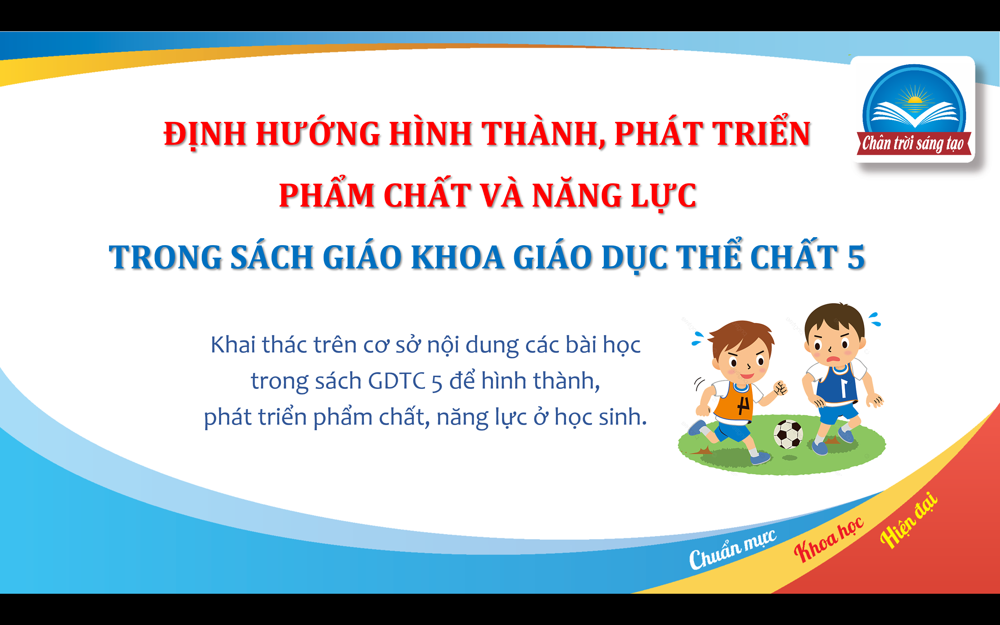 ĐỊNH HƯỚNG HÌNH THÀNH, PHÁT TRIỂN
Chân trời sáng tạo
PHẨM CHẤT VÀ NĂNG LỰC
TRONG SÁCH GIÁO KHOA GIÁO DỤC THỂ CHẤT 5
Khai thác trên cơ sở nội dung các bài học
trong sách GDTC 5 để hình thành,
phát triển phẩm chất, năng lực ở học sinh.
4
1
Chuẩn mực
Khoa học
Hiện đại